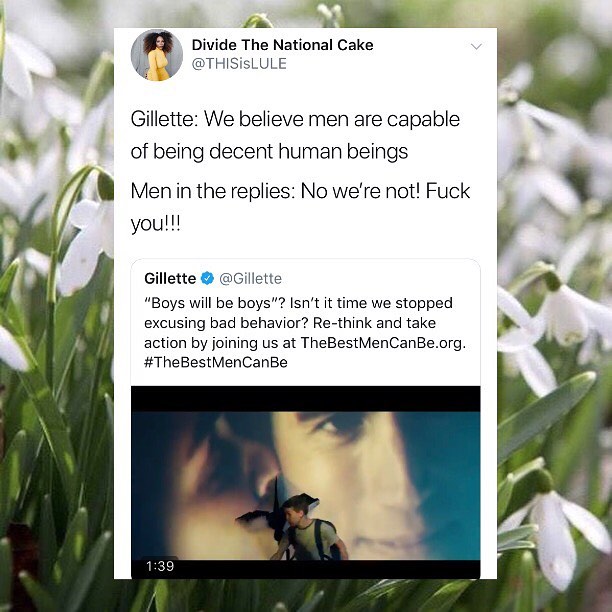 Divide The National Cake
@THISisLULE
Gillette: We believe men are capable
of being decent human beings
Men in the replies: No we’re not! Fuck
you!!!
Gillette @Gillette
“Boys will be boys”? Isn’t it time we stopped
excusing bad behavior? Re-think and take
action by joining us at TheBestMenCanBe.org.
#TheBestMenCanBe
1:39